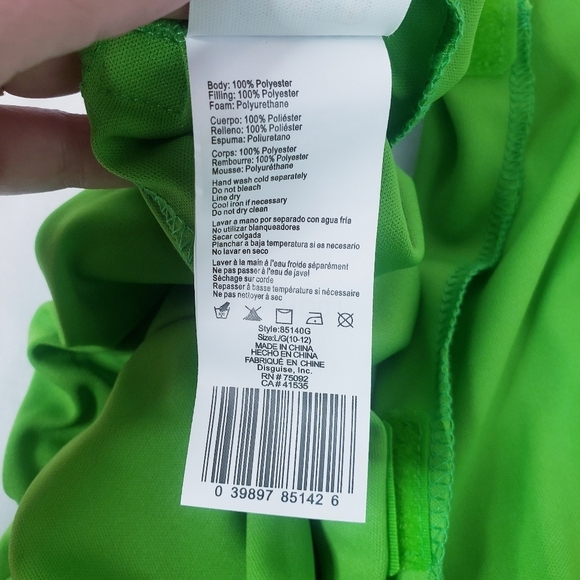 Body: 100% Polyester
Filling: 100% Polyester
Foam: Polyurethane
Cuerpo: 100% Poliéster
Relleno: 100% Poliéster
Espuma: Poliuretano
Corps: 100% Polyester
Rembourre: 100% Polyester
Mousse: Polyuréthane
Hand wash cold separately
Do not bleach
Line dry
Cool iron if necessary
Do not dry clean
Lavar a mano por separado con agua fría
No utilizar blanqueadores
Secar colgada
Planchar a baja temperatura si es necesario
No lavar en seco
Laver à la main à l'eau froide séparément
Ne pas passer à l'eau de javel
Séchage sur corde
Repasser à basse température si nécessaire
Ne pas nettoyer à sec
Style:85140G
Size:L/G(10-12)
MADE IN CHINA
HECHO EN CHINA
FABRIQUÉ EN CHINE
Disguise, Inc.
RN # 75092
CA # 41535
0 39897 85142 6